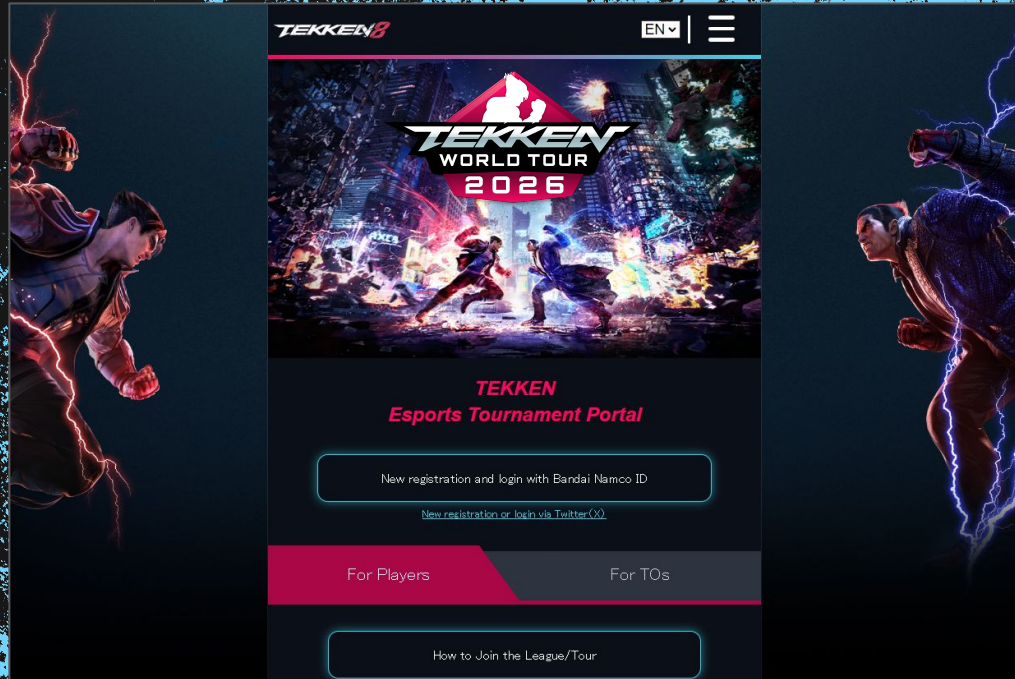 TEKKEN8
EN
TEKKEN
WORLD TOUR
2026
AXES
TEKKEN
Esports Tournament Portal
New registration and login with Bandai Namco ID
New registration or login via Twitter(X)
For Players
For TOs
How to Join the League/Tour